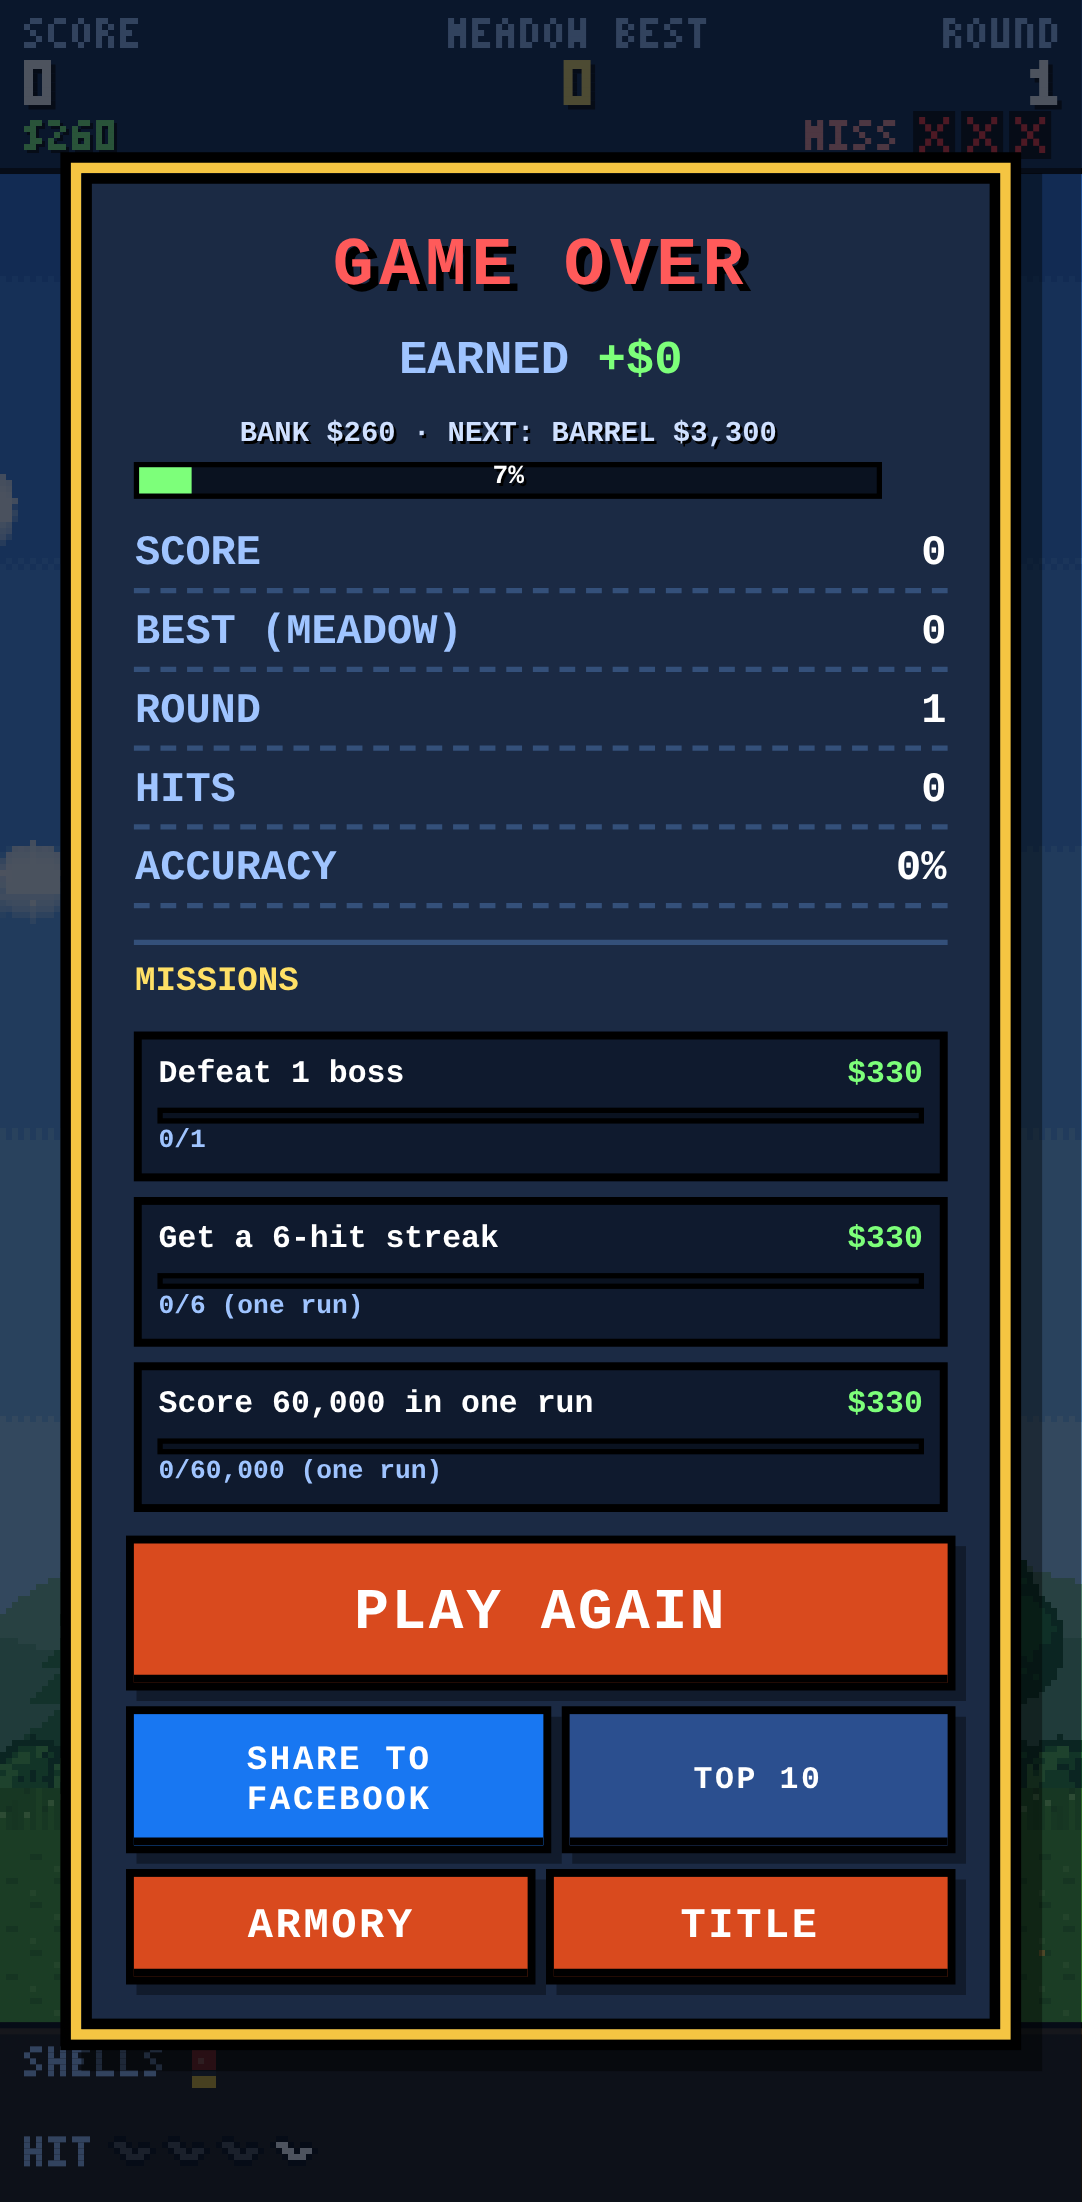 SCORE MEADOW BEST ROUND
0 0 1
$260 MISS
GAME OVER
EARNED +$0
BANK $260 · NEXT: BARREL $3,300
7%
SCORE 0
BEST (MEADOW) 0
ROUND 1
HITS 0
ACCURACY 0%
MISSIONS
Defeat 1 boss $330
0/1
Get a 6-hit streak $330
0/6 (one run)
Score 60,000 in one run $330
0/60,000 (one run)
PLAY AGAIN
SHARE TO
FACEBOOK
TOP 10
ARMORY TITLE
SHELLS
HIT